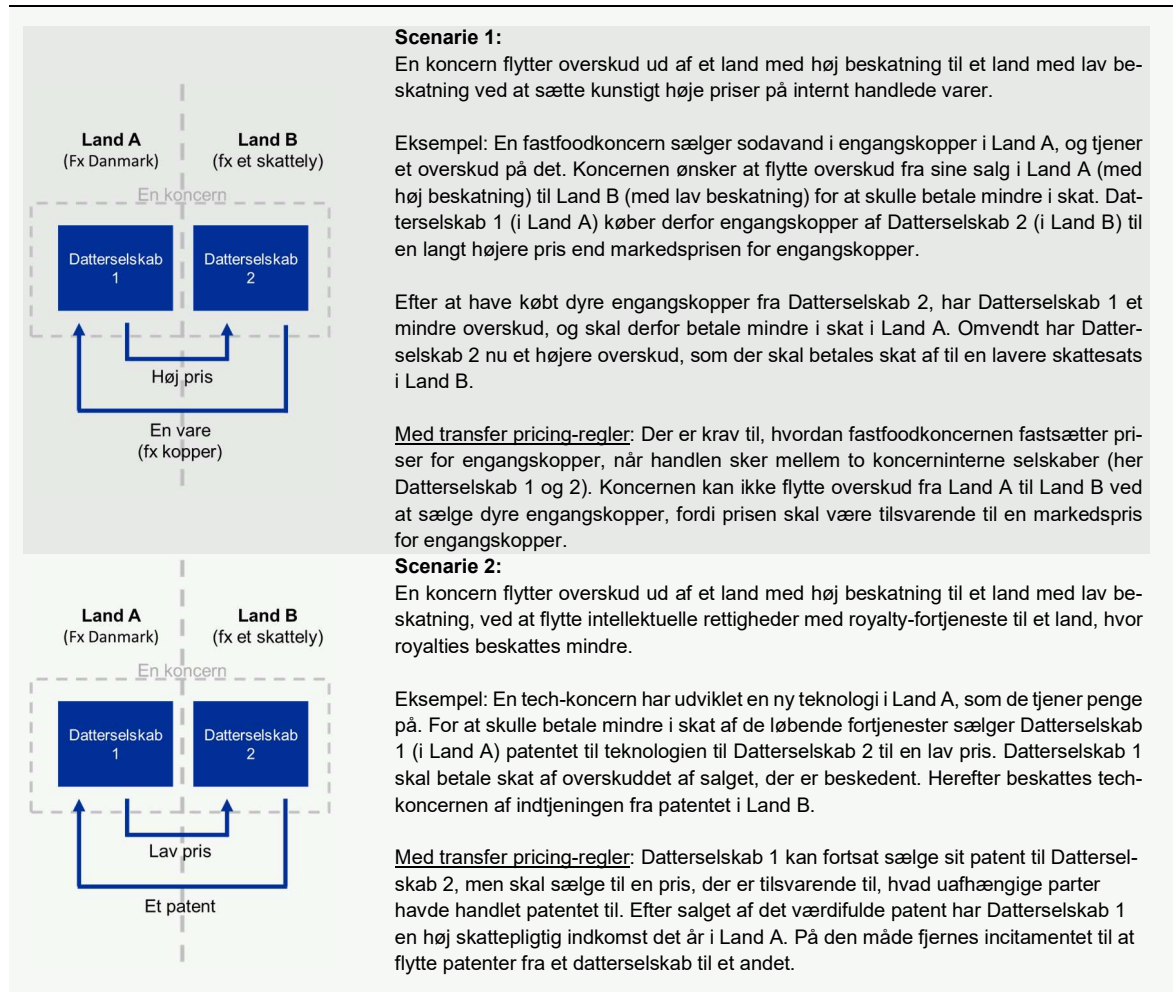 Scenarie 1:
En koncern flytter overskud ud af et land med høj beskatning til et land med lav be-
skatning ved at sætte kunstigt høje priser på internt handlede varer.
Eksempel: En fastfoodkoncern sælger sodavand i engangskopper i Land A, og tjener
et overskud på det. Koncernen ønsker at flytte overskud fra sine salg i Land A (med
høj beskatning) til Land B (med lav beskatning) for at skulle betale mindre i skat. Dat-
terselskab 1 (i Land A) køber derfor engangskopper af Datterselskab 2 (i Land B) til
en langt højere pris end markedsprisen for engangskopper.
Efter at have købt dyre engangskopper fra Datterselskab 2, har Datterselskab 1 et
mindre overskud, og skal derfor betale mindre i skat i Land A. Omvendt har Datter-
selskab 2 nu et højere overskud, som der skal betales skat af til en lavere skattesats
i Land B.
Med transfer pricing-regler: Der er krav til, hvordan fastfoodkoncernen fastsætter pri-
ser for engangskopper, når handlen sker mellem to koncerninterne selskaber (her
Datterselskab 1 og 2). Koncernen kan ikke flytte overskud fra Land A til Land B ved
at sælge dyre engangskopper, fordi prisen skal være tilsvarende til en markedspris
for engangskopper.
Land A
(Fx Danmark)
Land B
(fx et skattely)
En koncern
Datterselskab
1
Datterselskab
2
Høj pris
En vare
(fx kopper)
Scenarie 2:
En koncern flytter overskud ud af et land med høj beskatning til et land med lav be-
skatning, ved at flytte intellektuelle rettigheder med royalty-fortjeneste til et land, hvor
royalties beskattes mindre.
Eksempel: En tech-koncern har udviklet en ny teknologi i Land A, som de tjener penge
på. For at skulle betale mindre i skat af de løbende fortjenester sælger Datterselskab
1 (i Land A) patentet til teknologien til Datterselskab 2 til en lav pris. Datterselskab 1
skal betale skat af overskuddet af salget, der er beskedent. Herefter beskattes tech-
koncernen af indtjeningen fra patentet i Land B.
Med transfer pricing-regler: Datterselskab 1 kan fortsat sælge sit patent til Dattersel-
skab 2, men skal sælge til en pris, der er tilsvarende til, hvad uafhængige parter
havde handlet patentet til. Efter salget af det værdifulde patent har Datterselskab 1
en høj skattepligtig indkomst det år i Land A. På den måde fjernes incitamentet til at
flytte patenter fra et datterselskab til et andet.
Land A
(Fx Danmark)
Land B
(fx et skattely)
En koncern
Datterselskab
1
Datterselskab
2
Lav pris
Et patent